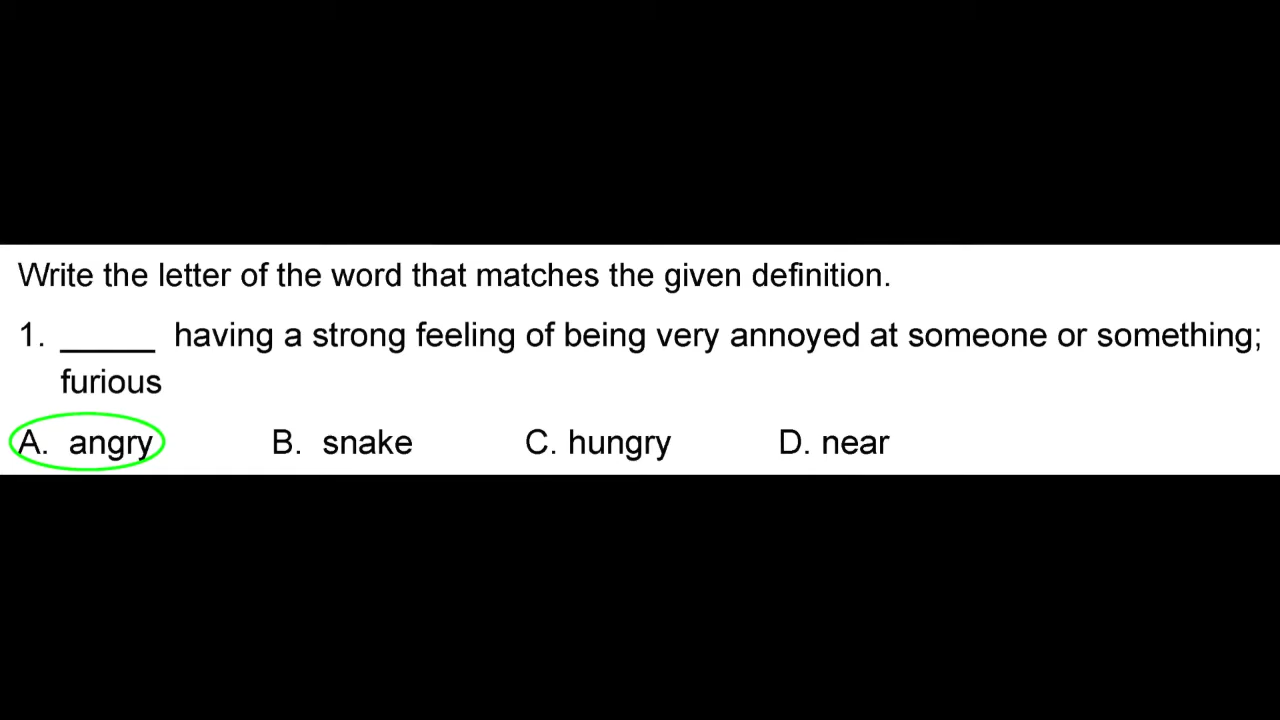 Write the letter of the word that matches the given definition.
1. _____ having a strong feeling of being very annoyed at someone or something;
furious
A. angry B. snake C. hungry D. near